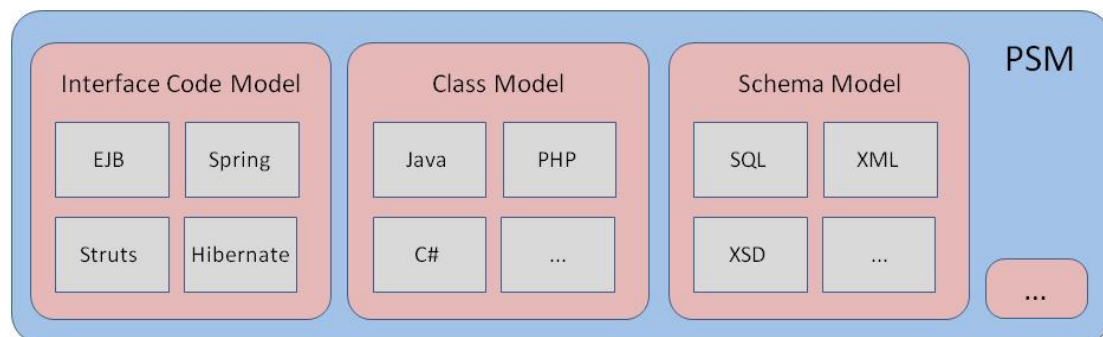 PSM
Interface Code Model
EJB
Spring
Struts
Hibernate
Class Model
Java
PHP
C#
...
Schema Model
SQL
XML
XSD
...
...